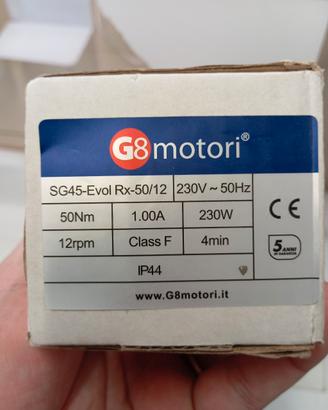 G8motori®
SG45-Evol Rx-50/12 230V ~ 50Hz
50Nm 1.00A 230W
12rpm Class F 4min
IP44
CE
5 ANNI
DI GARANZIA
www.G8motori.it